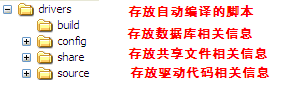 drivers
build 存放自动编译的脚本
config 存放数据库相关信息
share 存放共享文件相关信息
source 存放驱动代码相关信息